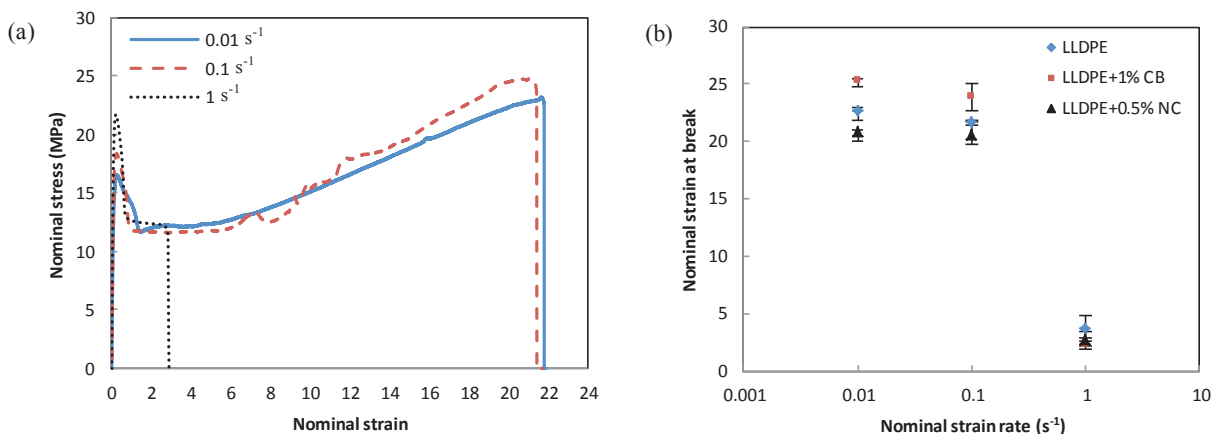 (a)
30
25
20
15
10
5
0
Nominal stress (MPa)
0.01 s-1
0.1 s-1
1 s-1
0 2 4 6 8 10 12 14 16 18 20 22 24
Nominal strain
(b)
30
25
20
15
10
5
0
Nominal strain at break
LLDPE
LLDPE+1% CB
LLDPE+0.5% NC
0.001 0.01 0.1 1 10
Nominal strain rate (s-1)